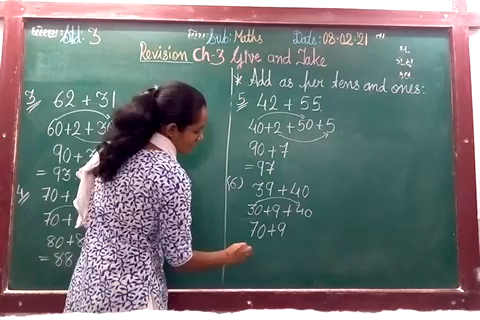 Std: 3
Sub: Maths
Date: 08.02.21
Revision Ch-3 Give and Take
* Add as per tens and ones:
3 62 + 31
60+2+30
90+3
= 93
4 70 +
70 +
80+8
= 88
5 42 + 55
40+2+50+5
90+7
= 97
(6) 39 + 40
30+9+40
70+9